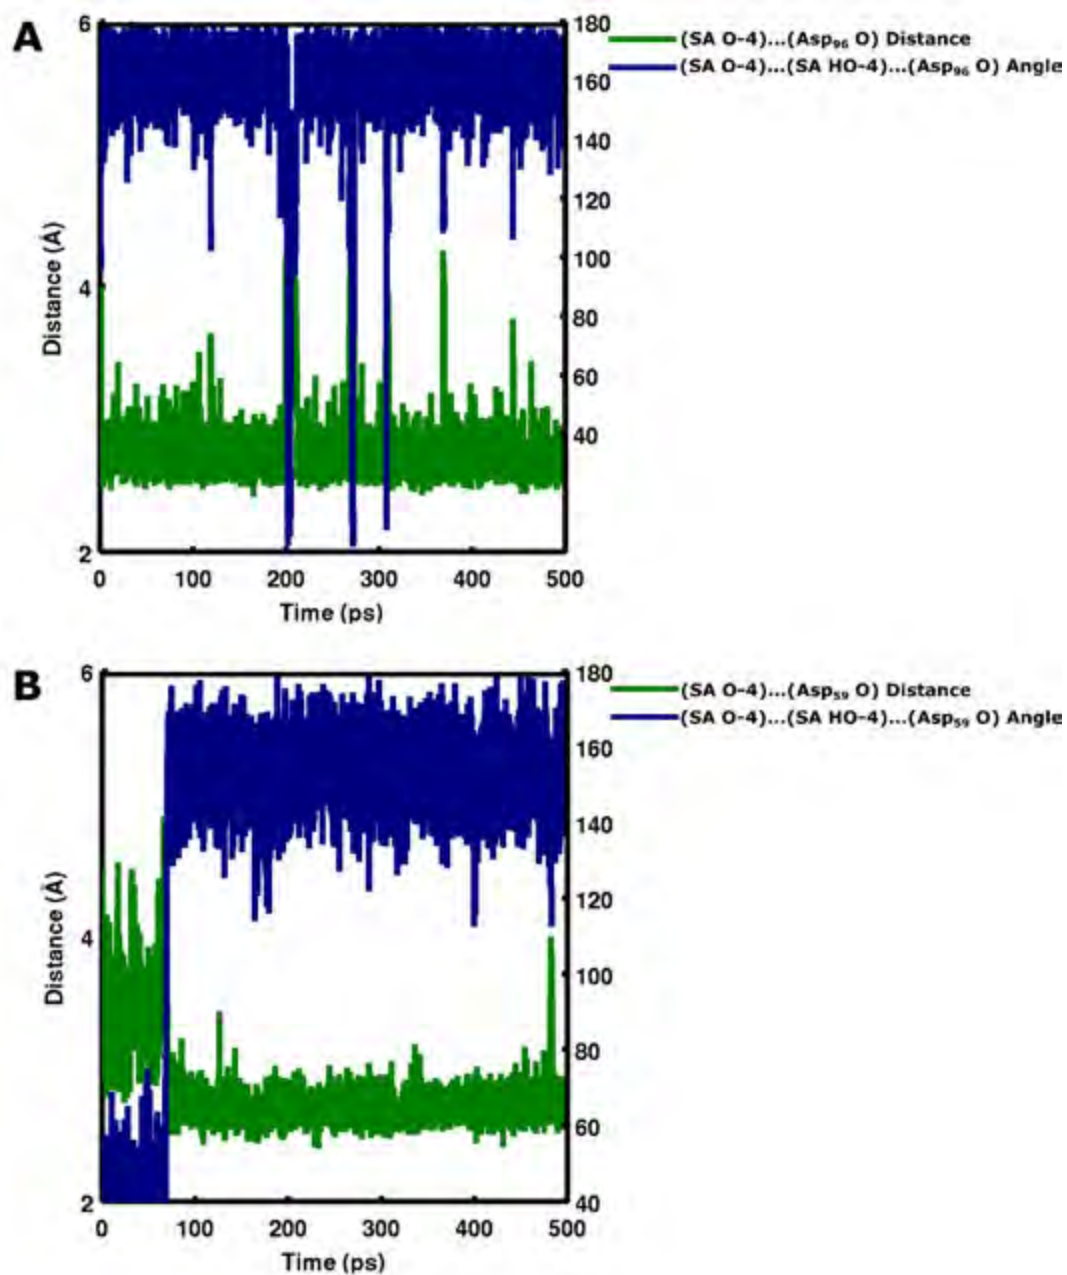 A
6
180
(SA O-4)...(Asp₉₆ O) Distance
(SA O-4)...(SA HO-4)...(Asp₉₆ O) Angle
160
140
120
100
80
60
40
4
2
Distance (Å)
0 100 200 300 400 500
Time (ps)
B
6
180
(SA O-4)...(Asp₅₉ O) Distance
(SA O-4)...(SA HO-4)...(Asp₅₉ O) Angle
160
140
120
100
80
60
40
4
2
Distance (Å)
0 100 200 300 400 500
Time (ps)